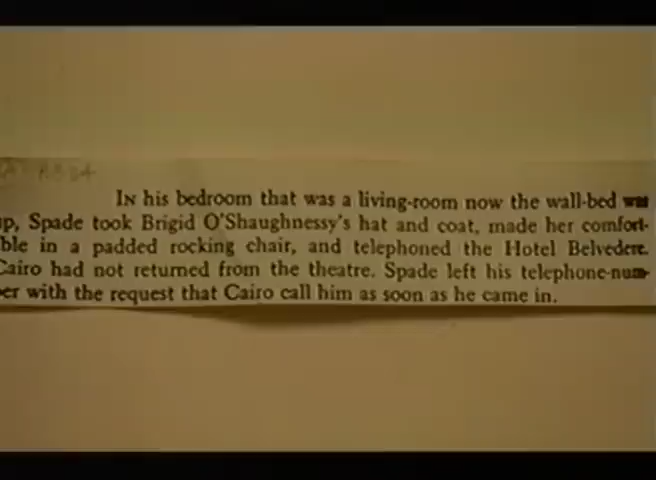 IN his bedroom that was a living-room now the wall-bed was
up, Spade took Brigid O'Shaughnessy's hat and coat, made her comfort-
ble in a padded rocking chair, and telephoned the Hotel Belvedere.
Cairo had not returned from the theatre. Spade left his telephone-num-
er with the request that Cairo call him as soon as he came in.